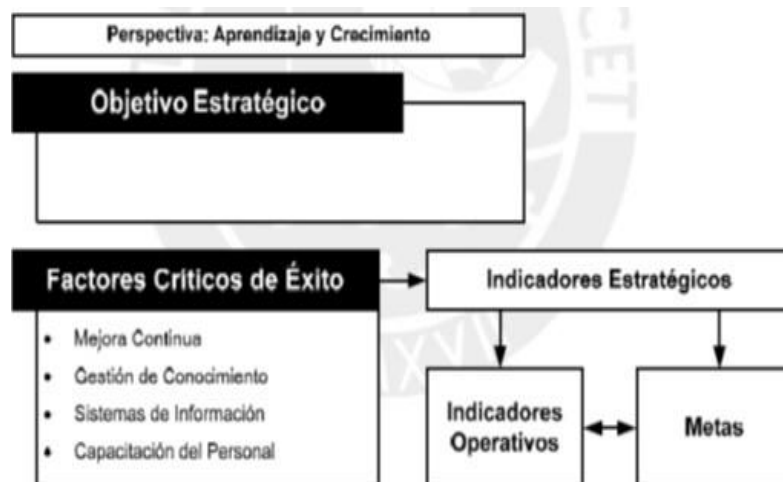 Perspectiva: Aprendizaje y Crecimiento
Objetivo Estratégico
Factores Críticos de Éxito
Indicadores Estratégicos
• Mejora Continua
• Gestión de Conocimiento
• Sistemas de Información
• Capacitación del Personal
Indicadores
Operativos
Metas